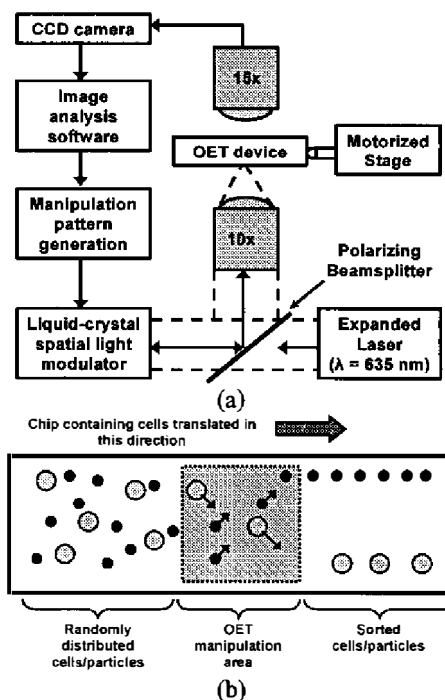 CCD camera
16x
Image
analysis
software
OET device
Motorized
Stage
Manipulation
pattern
generation
10x
Polarizing
Beamsplitter
Liquid-crystal
spatial light
modulator
Expanded
Laser
(λ = 635 nm)
(a)
Chip containing cells translated in
this direction
Randomly
distributed
cells/particles
OET
manipulation
area
Sorted
cells/particles
(b)